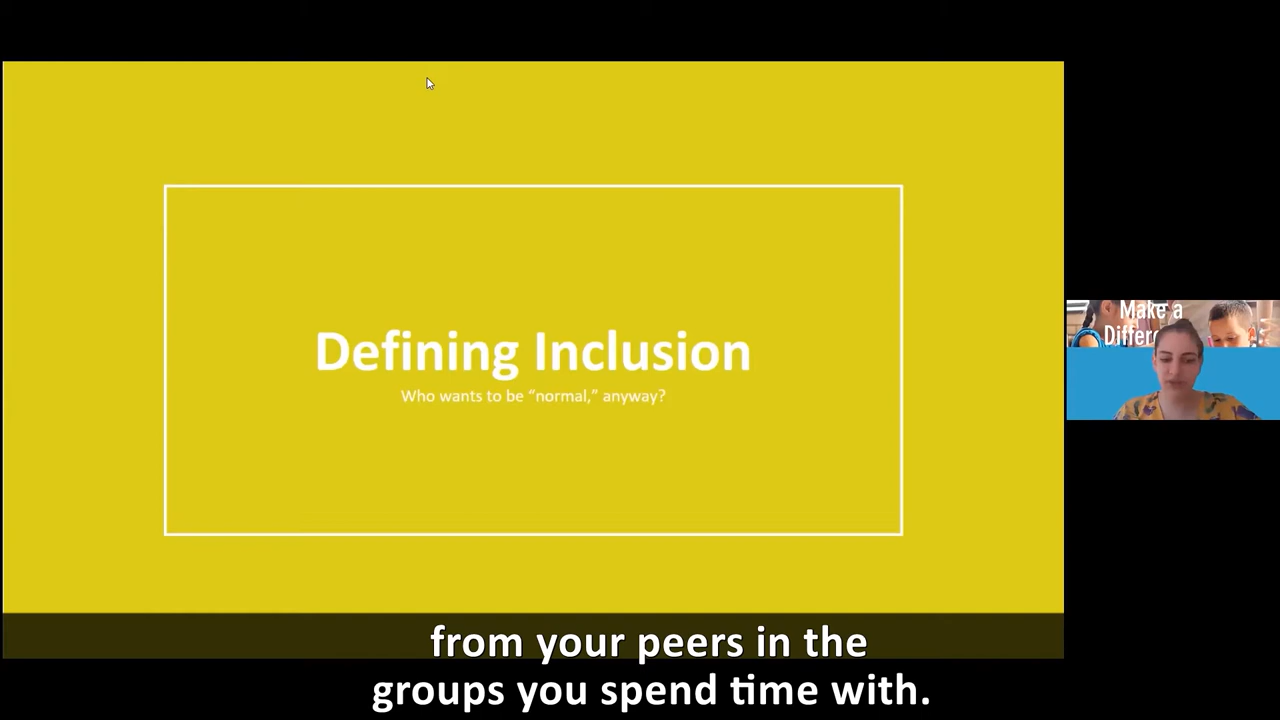 Defining Inclusion
Who wants to be “normal,” anyway?
Make a
Differ
from your peers in the
groups you spend time with.